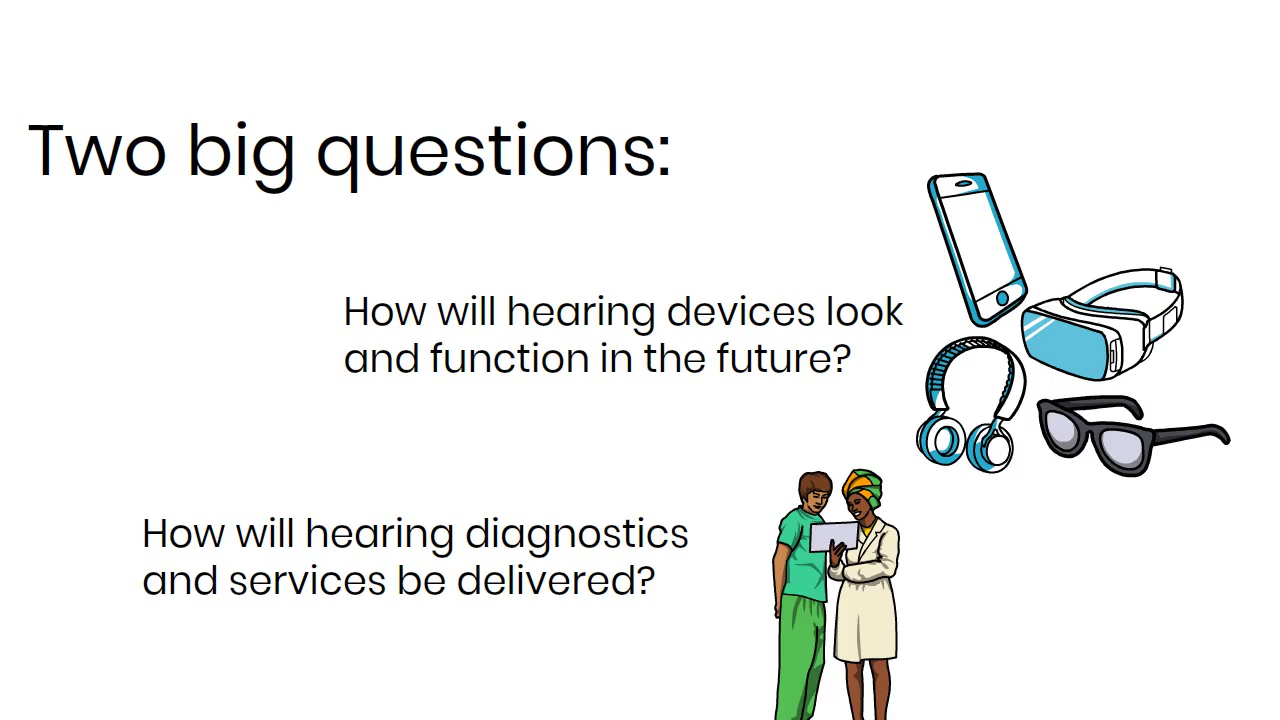 Two big questions:
How will hearing devices look
and function in the future?
How will hearing diagnostics
and services be delivered?